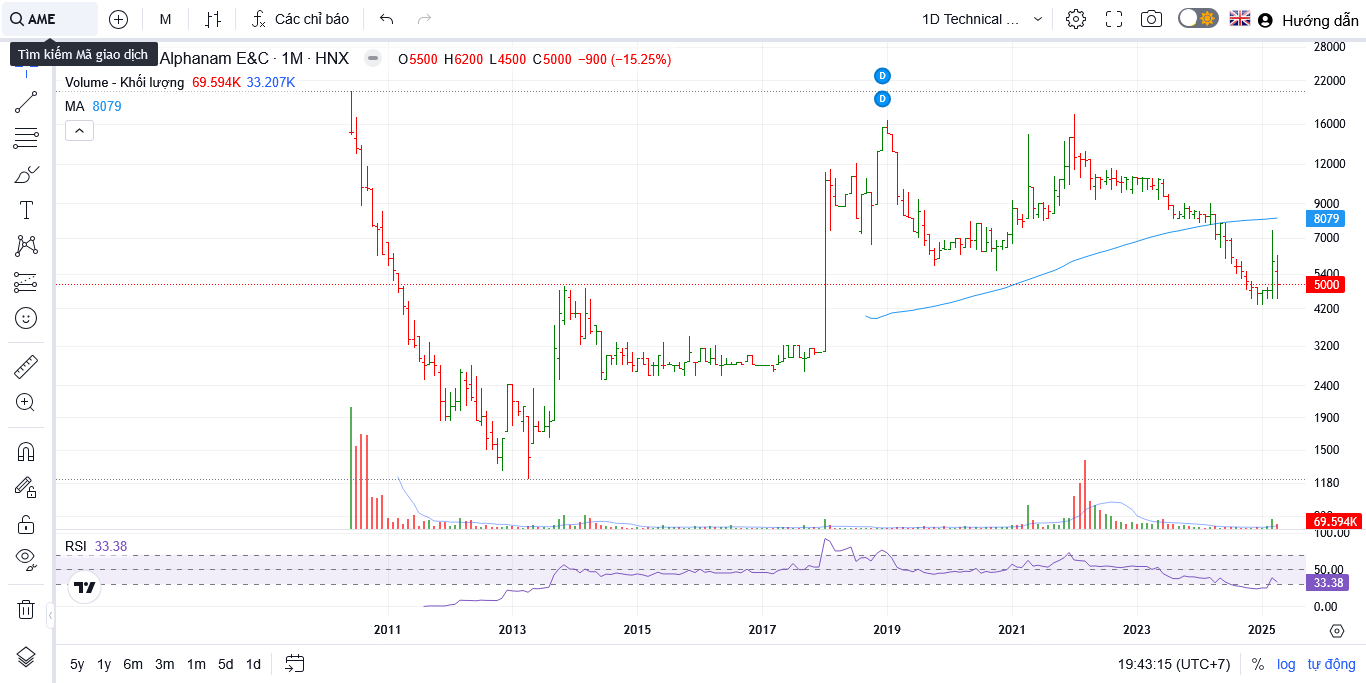 AME
M
Các chỉ báo
1D Technical ...
Hướng dẫn
Tìm kiếm Mã giao dịch
Alphanam E&C · 1M · HNX
O5500 H6200 L4500 C5000 −900 (−15.25%)
Volume - Khối lượng 69.594K 33.207K
MA 8079
D
D
28000
22000
16000
12000
9000
8079
7000
5400
5000
4200
3200
2400
1900
1500
1180
69.594K
RSI 33.38
100.00
50.00
33.38
0.00
2011 2013 2015 2017 2019 2021 2023 2025
5y 1y 6m 3m 1m 5d 1d
19:43:15 (UTC+7) % log tự động